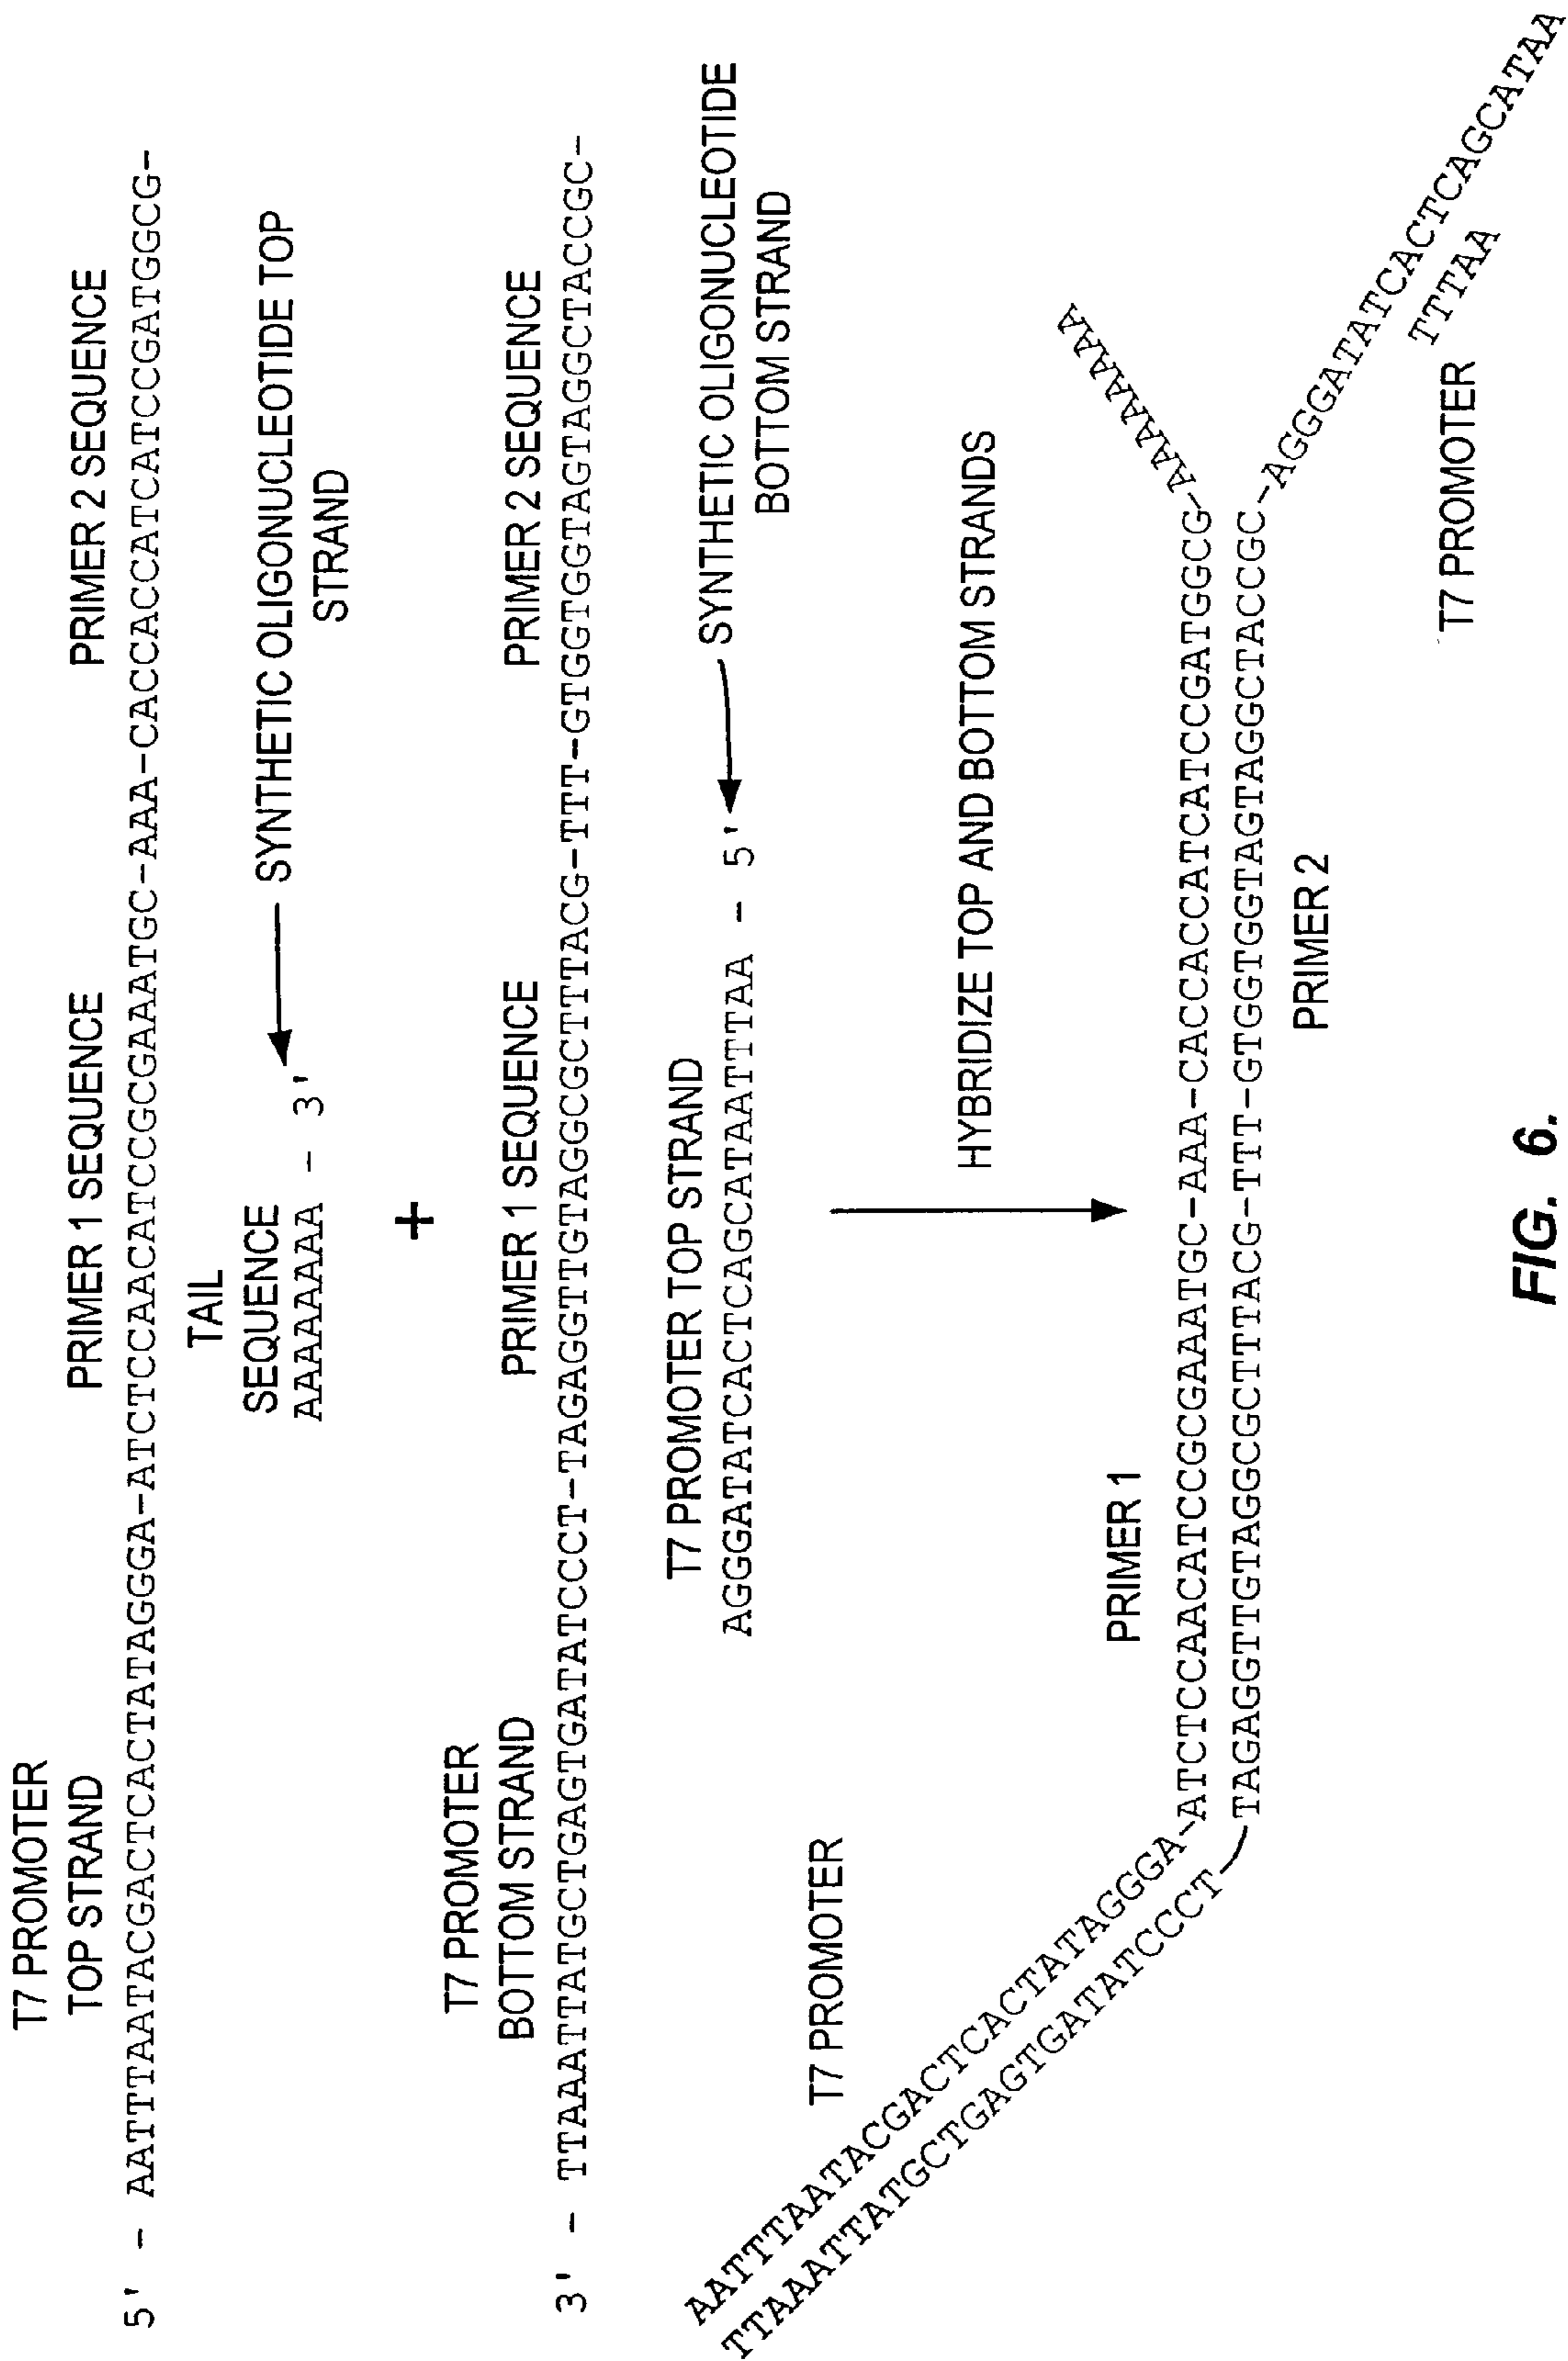 T7 PROMOTER
TOP STRAND
PRIMER 1 SEQUENCE
PRIMER 2 SEQUENCE
5' - AATTTAATACGACTCACTATAGGGA-ATCTCCAACATCCGCGAAATGC-AAA-CACCACCATCATCCGATGGCG-
TAIL
SEQUENCE
AAAAAAAA - 3'
SYNTHETIC OLIGONUCLEOTIDE TOP
STRAND
+
T7 PROMOTER
BOTTOM STRAND
PRIMER 1 SEQUENCE
PRIMER 2 SEQUENCE
3' - TTAAATTATGCTGAGTGATATCCCT-TAGAGGTTGTAGGCGCTTTACG-TTT-GTGGTGGTAGTAGGCTACCGC-
T7 PROMOTER TOP STRAND
AGGGATATCACTCAGCATAATTTAA - 5'
SYNTHETIC OLIGONUCLEOTIDE
BOTTOM STRAND
HYBRIDIZE TOP AND BOTTOM STRANDS
T7 PROMOTER
PRIMER 1
AATTTAATACGACTCACTATAGGGA-ATCTCCAACATCCGCGAAATGC-AAA-CACCACCATCATCCGATGGCG-AAAAAAAA
TTAAATTATGCTGAGTGATATCCCT-TAGAGGTTGTAGGCGCTTTACG-TTT-GTGGTGGTAGTAGGCTACCGC-AGGGATATCACTCAGCATAA
TTTAA
PRIMER 2
T7 PROMOTER
FIG. 6.